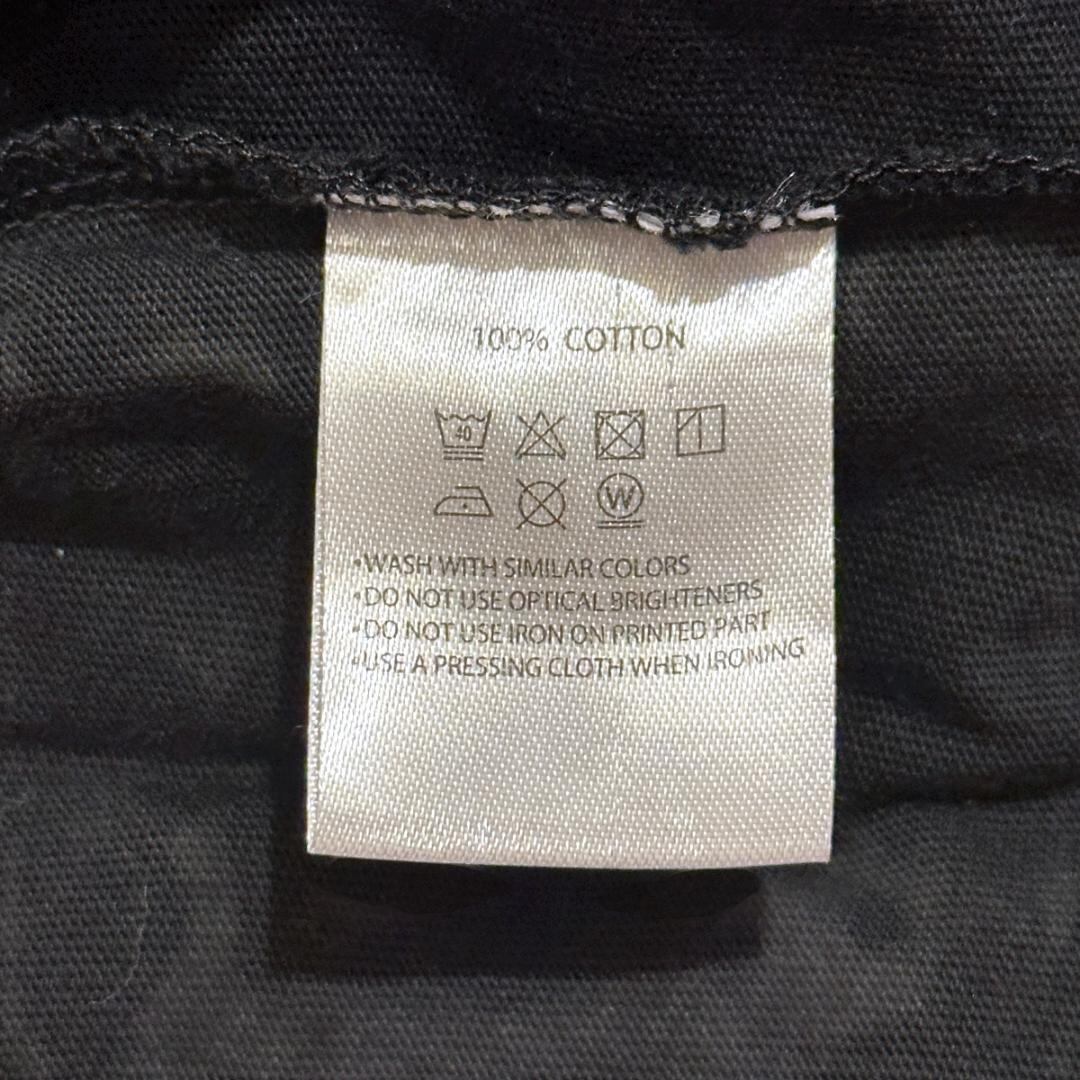 100% COTTON
40
W
•WASH WITH SIMILAR COLORS
•DO NOT USE OPTICAL BRIGHTENERS
•DO NOT USE IRON ON PRINTED PART
•USE A PRESSING CLOTH WHEN IRONING